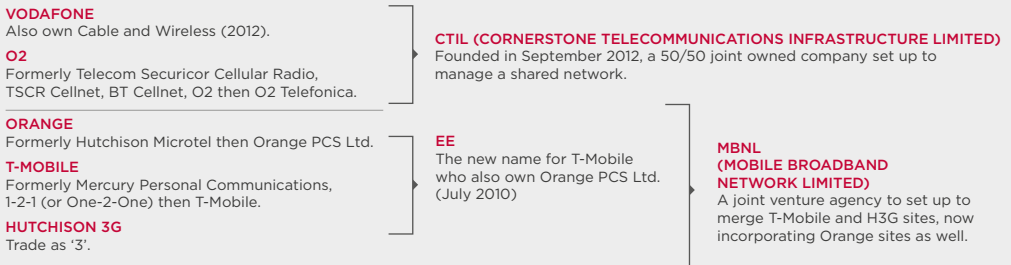 VODAFONE
Also own Cable and Wireless (2012).
O2
Formerly Telecom Securicor Cellular Radio,
TSCR Cellnet, BT Cellnet, O2 then O2 Telefonica.
CTIL (CORNERSTONE TELECOMMUNICATIONS INFRASTRUCTURE LIMITED)
Founded in September 2012, a 50/50 joint owned company set up to
manage a shared network.
ORANGE
Formerly Hutchison Microtel then Orange PCS Ltd.
T-MOBILE
Formerly Mercury Personal Communications,
1-2-1 (or One-2-One) then T-Mobile.
HUTCHISON 3G
Trade as ‘3’.
EE
The new name for T-Mobile
who also own Orange PCS Ltd.
(July 2010)
MBNL
(MOBILE BROADBAND
NETWORK LIMITED)
A joint venture agency to set up to
merge T-Mobile and H3G sites, now
incorporating Orange sites as well.